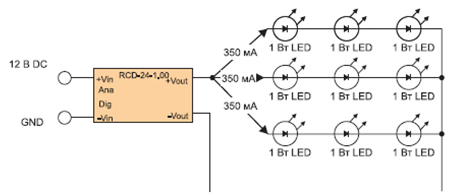 350 мА
1 Вт LED 1 Вт LED 1 Вт LED
12 В DC
+Vin RCD-24-1.00 +Vout
350 мА
Ana
1 Вт LED 1 Вт LED 1 Вт LED
Dig
350 мА
GND
-Vin -Vout
1 Вт LED 1 Вт LED 1 Вт LED